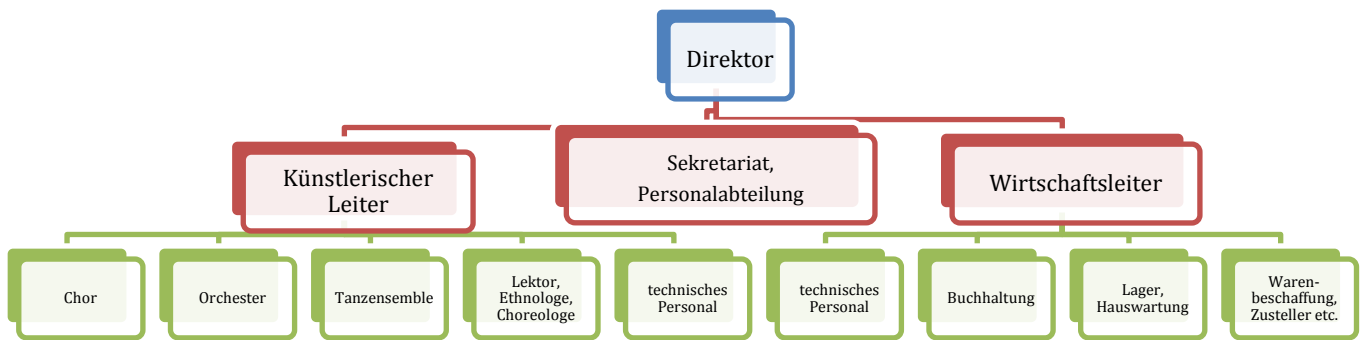 Direktor
Künstlerischer
Leiter
Sekretariat,
Personalabteilung
Wirtschaftsleiter
Chor
Orchester
Tanzensemble
Lektor,
Ethnologe,
Choreologe
technisches
Personal
technisches
Personal
Buchhaltung
Lager,
Hauswartung
Waren-
beschaffung,
Zusteller etc.